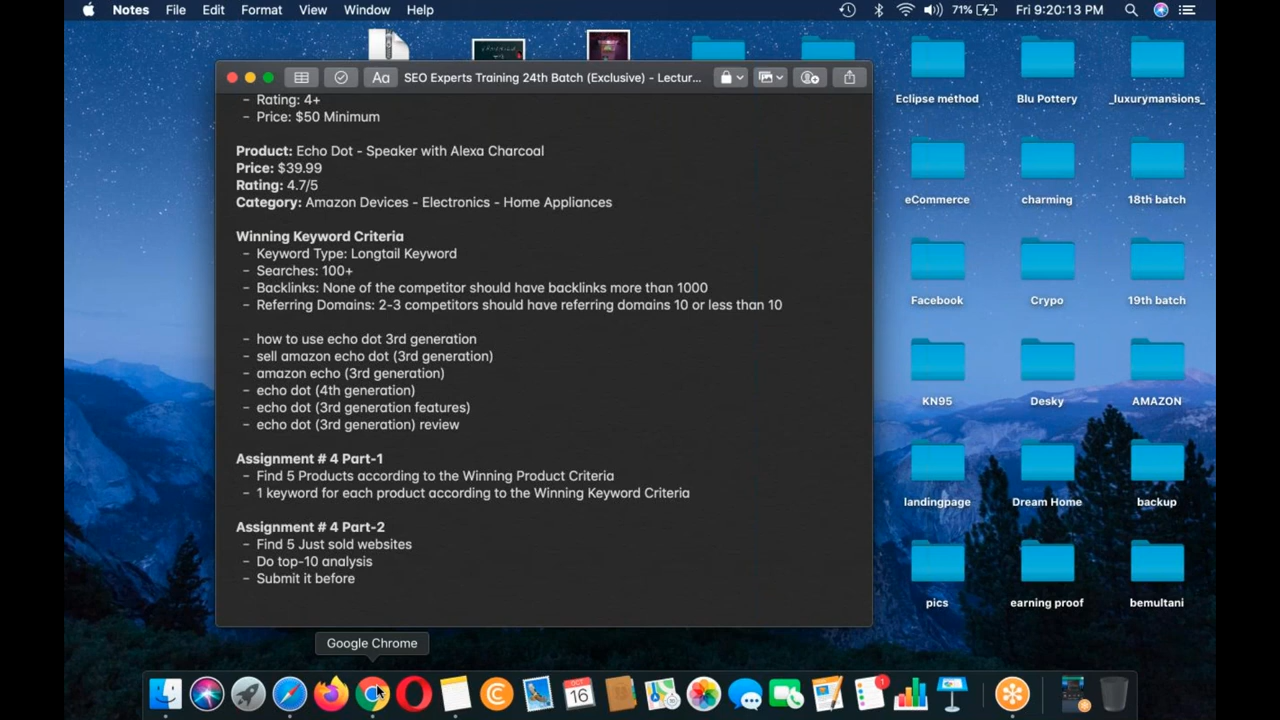 Notes File Edit Format View Window Help 71% Fri 9:20:13 PM
Aa SEO Experts Training 24th Batch (Exclusive) - Lectur...
- Rating: 4+
- Price: $50 Minimum
Product: Echo Dot - Speaker with Alexa Charcoal
Price: $39.99
Rating: 4.7/5
Category: Amazon Devices - Electronics - Home Appliances
Winning Keyword Criteria
- Keyword Type: Longtail Keyword
- Searches: 100+
- Backlinks: None of the competitor should have backlinks more than 1000
- Referring Domains: 2-3 competitors should have referring domains 10 or less than 10
- how to use echo dot 3rd generation
- sell amazon echo dot (3rd generation)
- amazon echo (3rd generation)
- echo dot (4th generation)
- echo dot (3rd generation features)
- echo dot (3rd generation) review
Assignment # 4 Part-1
- Find 5 Products according to the Winning Product Criteria
- 1 keyword for each product according to the Winning Keyword Criteria
Assignment # 4 Part-2
- Find 5 Just sold websites
- Do top-10 analysis
- Submit it before
Eclipse méthod Blu Pottery _luxurymansions_
eCommerce charming 18th batch
Facebook Crypo 19th batch
KN95 Desky AMAZON
landingpage Dream Home backup
pics earning proof bemultani
Google Chrome
OCT
16
1